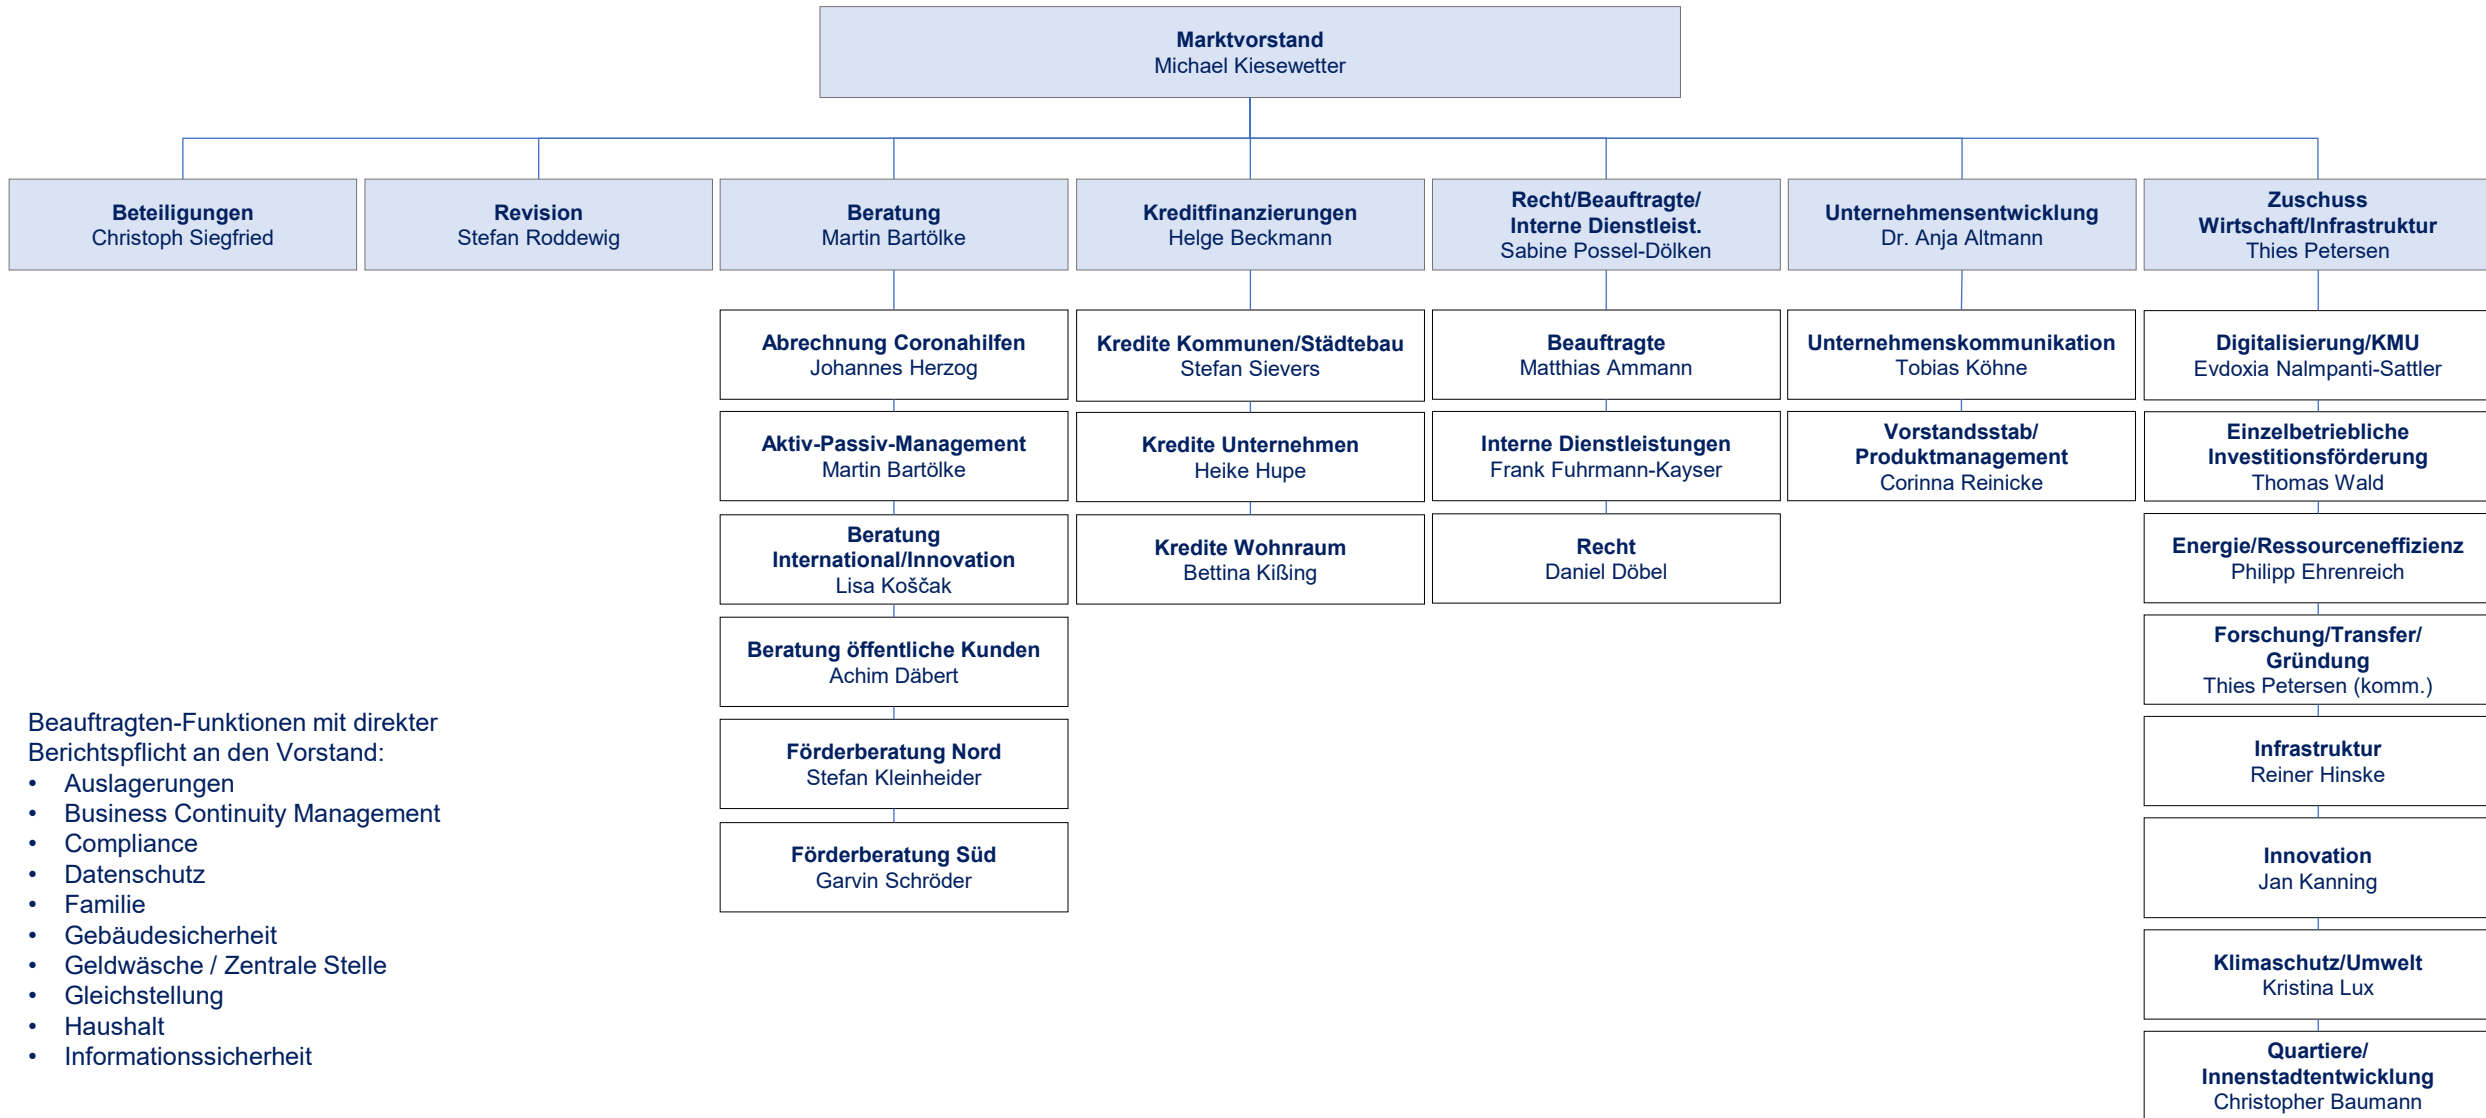 Marktvorstand
Michael Kiesewetter
Beteiligungen
Christoph Siegfried
Revision
Stefan Roddewig
Beratung
Martin Bartölke
Kreditfinanzierungen
Helge Beckmann
Recht/Beauftragte/
Interne Dienstleist.
Sabine Possel-Dölken
Unternehmensentwicklung
Dr. Anja Altmann
Zuschuss
Wirtschaft/Infrastruktur
Thies Petersen
Abrechnung Coronahilfen
Johannes Herzog
Aktiv-Passiv-Management
Martin Bartölke
Beratung
International/Innovation
Lisa Koščak
Beratung öffentliche Kunden
Achim Däbert
Förderberatung Nord
Stefan Kleinheider
Förderberatung Süd
Garvin Schröder
Kredite Kommunen/Städtebau
Stefan Sievers
Kredite Unternehmen
Heike Hupe
Kredite Wohnraum
Bettina Kißing
Beauftragte
Matthias Ammann
Interne Dienstleistungen
Frank Fuhrmann-Kayser
Recht
Daniel Döbel
Unternehmenskommunikation
Tobias Köhne
Vorstandsstab/
Produktmanagement
Corinna Reinicke
Digitalisierung/KMU
Evdoxia Nalmpanti-Sattler
Einzelbetriebliche
Investitionsförderung
Thomas Wald
Energie/Ressourceneffizienz
Philipp Ehrenreich
Forschung/Transfer/
Gründung
Thies Petersen (komm.)
Infrastruktur
Reiner Hinske
Innovation
Jan Kanning
Klimaschutz/Umwelt
Kristina Lux
Quartiere/
Innenstadtentwicklung
Christopher Baumann
Beauftragten-Funktionen mit direkter
Berichtspflicht an den Vorstand:
• Auslagerungen
• Business Continuity Management
• Compliance
• Datenschutz
• Familie
• Gebäudesicherheit
• Geldwäsche / Zentrale Stelle
• Gleichstellung
• Haushalt
• Informationssicherheit